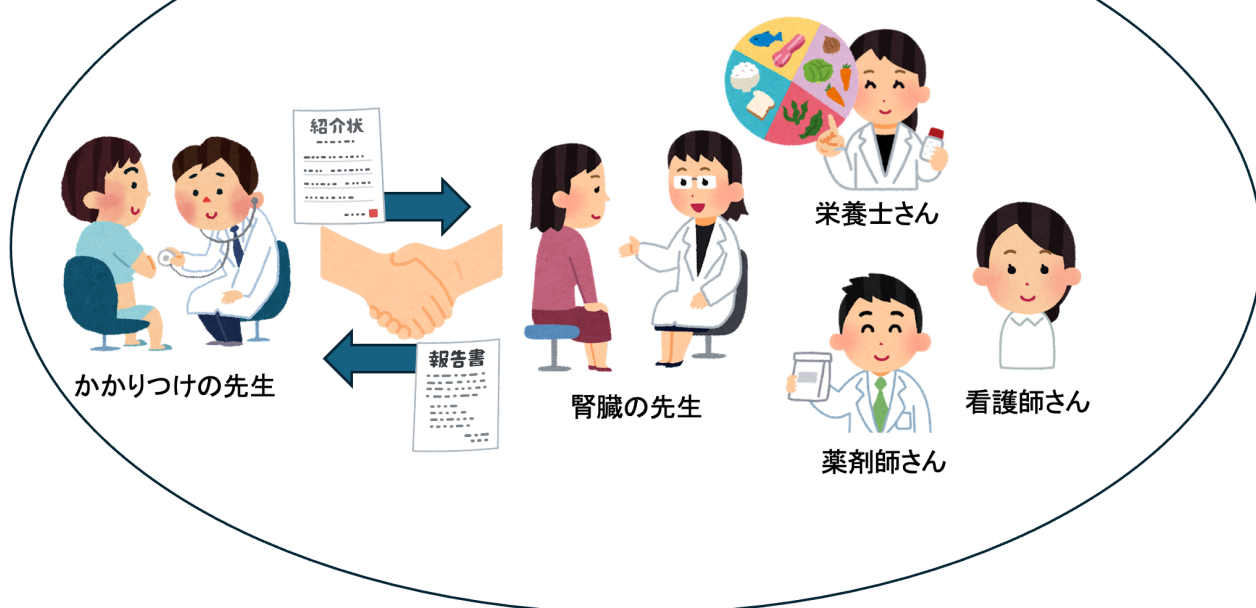 紹介状
報告書
かかりつけの先生
腎臓の先生
栄養士さん
薬剤師さん
看護師さん